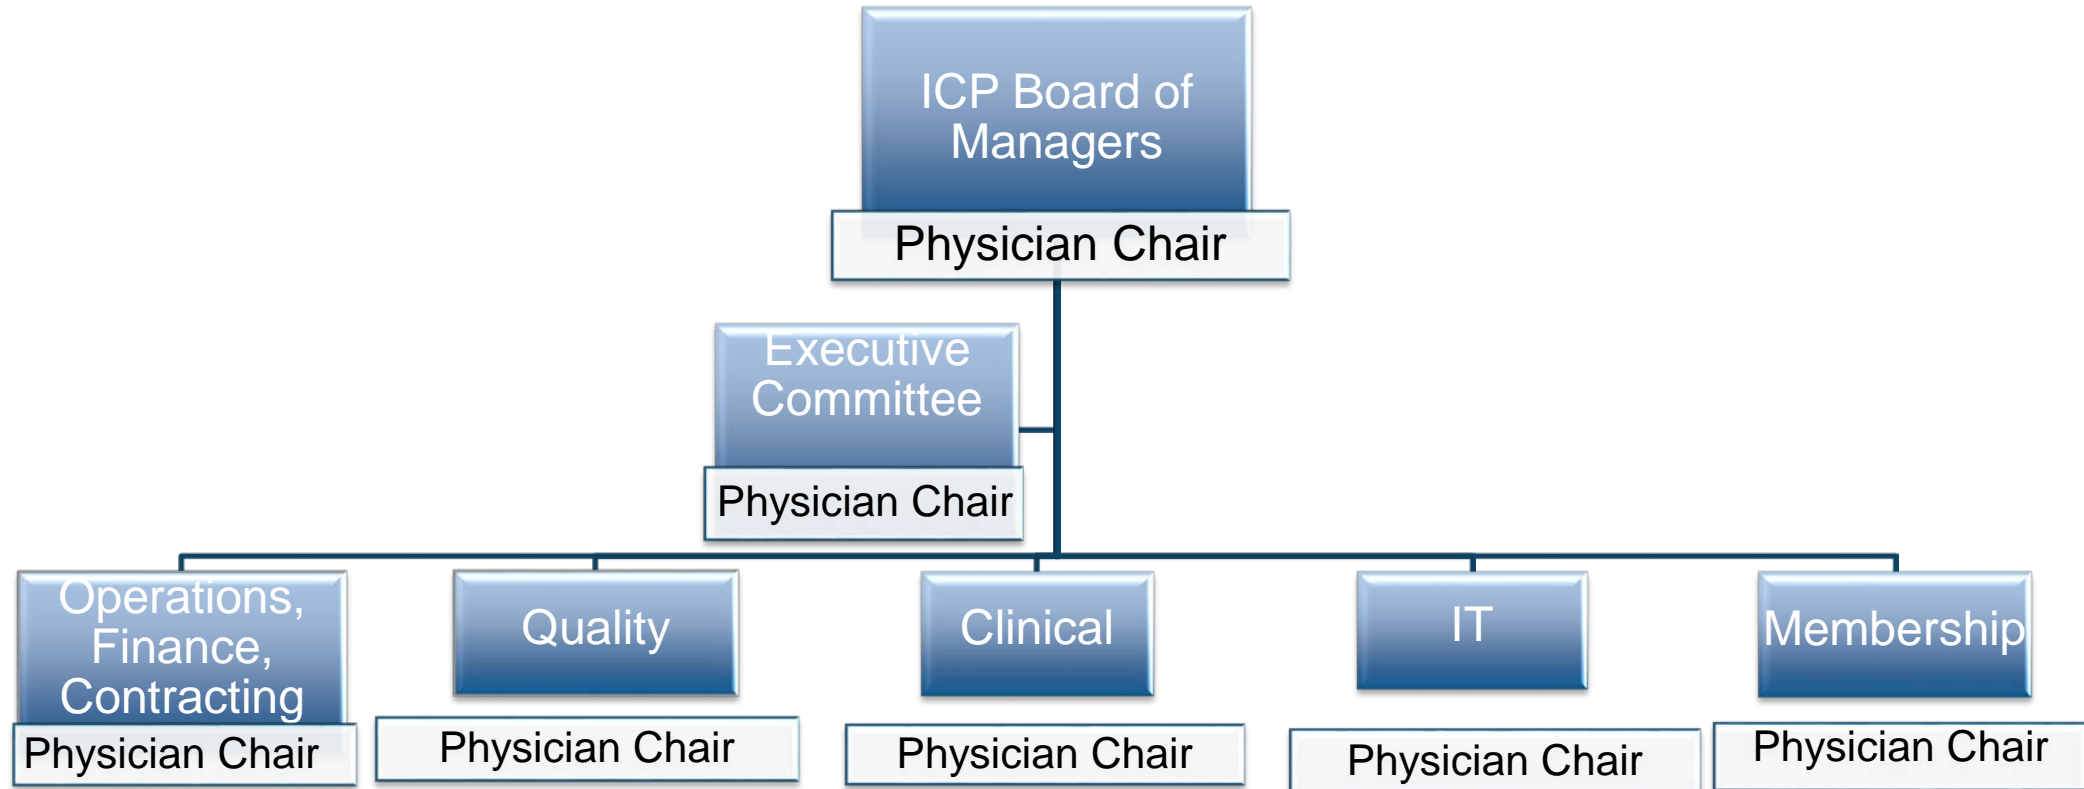 ICP Board of
Managers
Physician Chair
Executive
Committee
Physician Chair
Operations,
Finance,
Contracting
Physician Chair
Quality
Physician Chair
Clinical
Physician Chair
IT
Physician Chair
Membership
Physician Chair